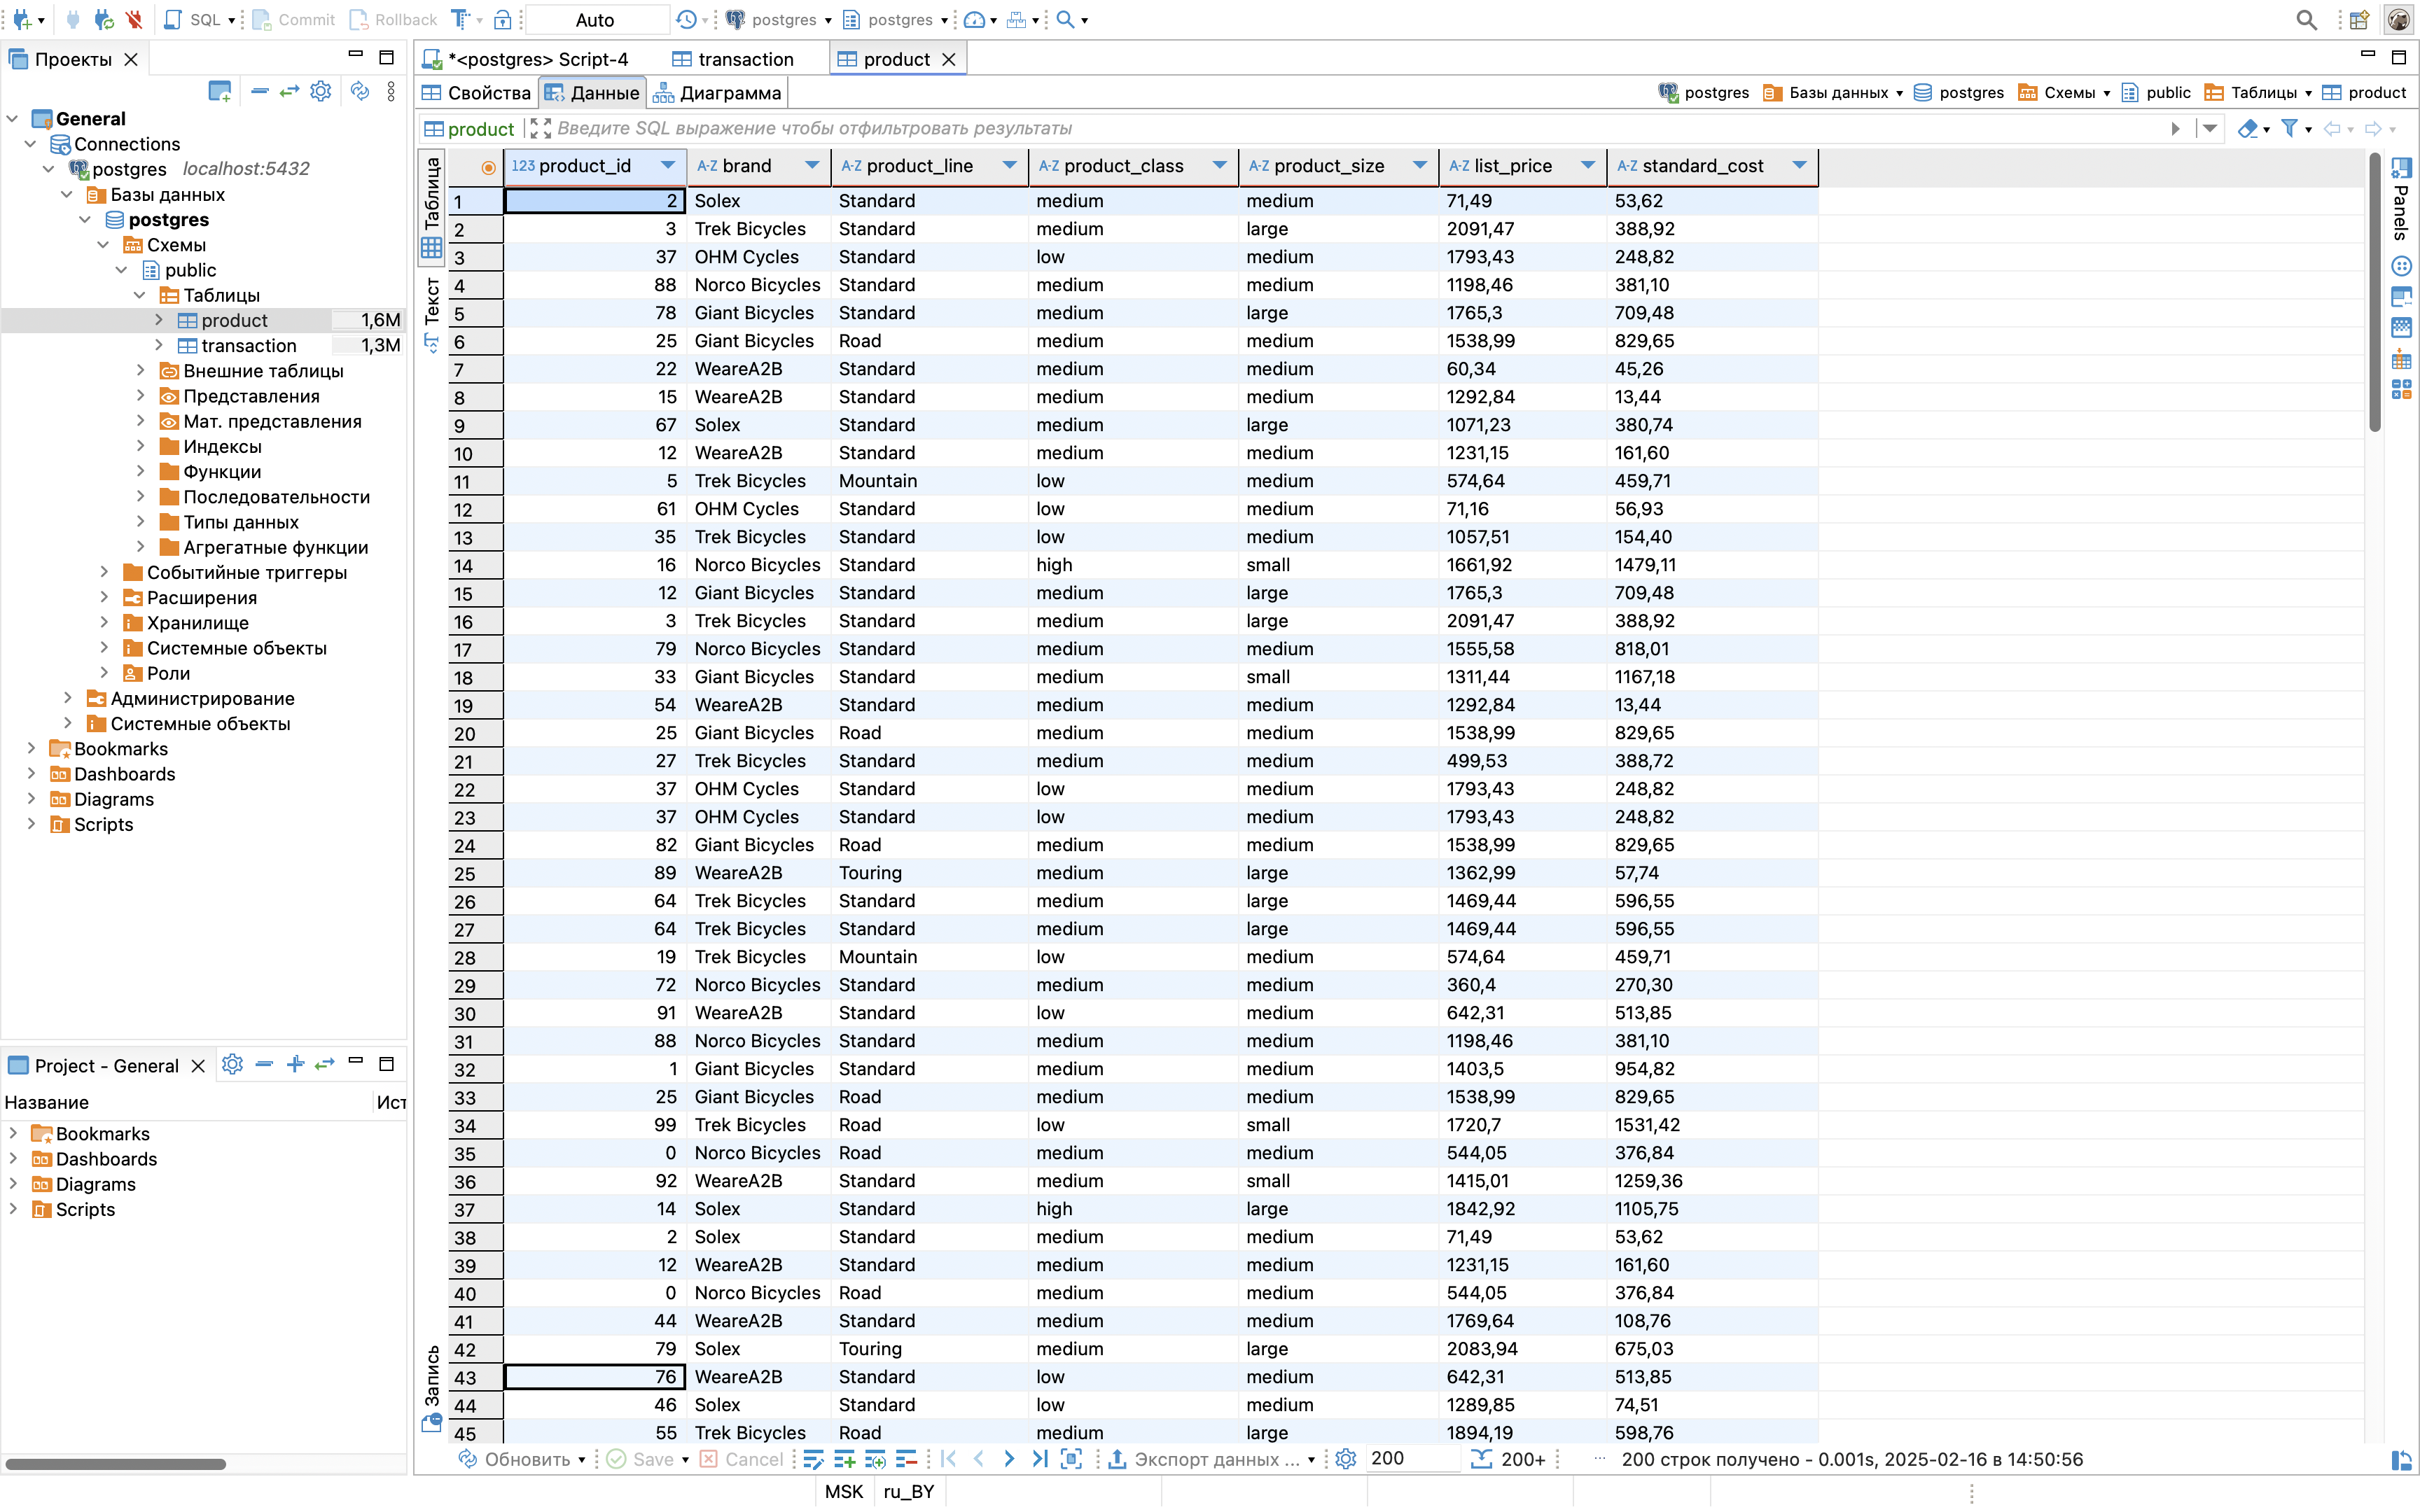 SQL Commit Rollback Auto postgres postgres
Проекты
*<postgres> Script-4 transaction product
Свойства Данные Диаграмма postgres Базы данных postgres Схемы public Таблицы product
product Введите SQL выражение чтобы отфильтровать результаты
General
Connections
postgres localhost:5432
Базы данных
postgres
Схемы
public
Таблицы
product 1,6M
transaction 1,3M
Внешние таблицы
Представления
Мат. представления
Индексы
Функции
Последовательности
Типы данных
Агрегатные функции
Событийные триггеры
Расширения
Хранилище
Системные объекты
Роли
Администрирование
Системные объекты
Bookmarks
Dashboards
Diagrams
Scripts
Project - General
Название Ист
Bookmarks
Dashboards
Diagrams
Scripts
Таблица
Текст
Запись
123 product_id A-Z brand A-Z product_line A-Z product_class A-Z product_size A-Z list_price A-Z standard_cost
1 2 Solex Standard medium medium 71,49 53,62
2 3 Trek Bicycles Standard medium large 2091,47 388,92
3 37 OHM Cycles Standard low medium 1793,43 248,82
4 88 Norco Bicycles Standard medium medium 1198,46 381,10
5 78 Giant Bicycles Standard medium large 1765,3 709,48
6 25 Giant Bicycles Road medium medium 1538,99 829,65
7 22 WeareA2B Standard medium medium 60,34 45,26
8 15 WeareA2B Standard medium medium 1292,84 13,44
9 67 Solex Standard medium large 1071,23 380,74
10 12 WeareA2B Standard medium medium 1231,15 161,60
11 5 Trek Bicycles Mountain low medium 574,64 459,71
12 61 OHM Cycles Standard low medium 71,16 56,93
13 35 Trek Bicycles Standard low medium 1057,51 154,40
14 16 Norco Bicycles Standard high small 1661,92 1479,11
15 12 Giant Bicycles Standard medium large 1765,3 709,48
16 3 Trek Bicycles Standard medium large 2091,47 388,92
17 79 Norco Bicycles Standard medium medium 1555,58 818,01
18 33 Giant Bicycles Standard medium small 1311,44 1167,18
19 54 WeareA2B Standard medium medium 1292,84 13,44
20 25 Giant Bicycles Road medium medium 1538,99 829,65
21 27 Trek Bicycles Standard medium medium 499,53 388,72
22 37 OHM Cycles Standard low medium 1793,43 248,82
23 37 OHM Cycles Standard low medium 1793,43 248,82
24 82 Giant Bicycles Road medium medium 1538,99 829,65
25 89 WeareA2B Touring medium large 1362,99 57,74
26 64 Trek Bicycles Standard medium large 1469,44 596,55
27 64 Trek Bicycles Standard medium large 1469,44 596,55
28 19 Trek Bicycles Mountain low medium 574,64 459,71
29 72 Norco Bicycles Standard medium medium 360,4 270,30
30 91 WeareA2B Standard low medium 642,31 513,85
31 88 Norco Bicycles Standard medium medium 1198,46 381,10
32 1 Giant Bicycles Standard medium medium 1403,5 954,82
33 25 Giant Bicycles Road medium medium 1538,99 829,65
34 99 Trek Bicycles Road low small 1720,7 1531,42
35 0 Norco Bicycles Road medium medium 544,05 376,84
36 92 WeareA2B Standard medium small 1415,01 1259,36
37 14 Solex Standard high large 1842,92 1105,75
38 2 Solex Standard medium medium 71,49 53,62
39 12 WeareA2B Standard medium medium 1231,15 161,60
40 0 Norco Bicycles Road medium medium 544,05 376,84
41 44 WeareA2B Standard medium medium 1769,64 108,76
42 79 Solex Touring medium large 2083,94 675,03
43 76 WeareA2B Standard low medium 642,31 513,85
44 46 Solex Standard low medium 1289,85 74,51
45 55 Trek Bicycles Road medium large 1894,19 598,76
Panels
Обновить Save Cancel Экспорт данных ... 200 200+ ... 200 строк получено - 0.001s, 2025-02-16 в 14:50:56
MSK ru_BY